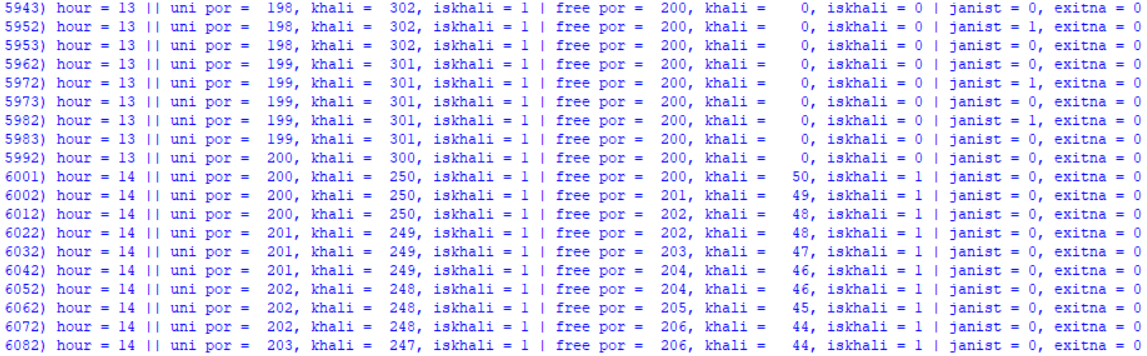 5943) hour = 13 || uni por =  198, khali =  302, iskhali = 1 | free por =  200, khali =    0, iskhali = 0 | janist = 0, exitna = 0
5952) hour = 13 || uni por =  198, khali =  302, iskhali = 1 | free por =  200, khali =    0, iskhali = 0 | janist = 1, exitna = 0
5953) hour = 13 || uni por =  198, khali =  302, iskhali = 1 | free por =  200, khali =    0, iskhali = 0 | janist = 0, exitna = 0
5962) hour = 13 || uni por =  199, khali =  301, iskhali = 1 | free por =  200, khali =    0, iskhali = 0 | janist = 0, exitna = 0
5972) hour = 13 || uni por =  199, khali =  301, iskhali = 1 | free por =  200, khali =    0, iskhali = 0 | janist = 1, exitna = 0
5973) hour = 13 || uni por =  199, khali =  301, iskhali = 1 | free por =  200, khali =    0, iskhali = 0 | janist = 0, exitna = 0
5982) hour = 13 || uni por =  199, khali =  301, iskhali = 1 | free por =  200, khali =    0, iskhali = 0 | janist = 1, exitna = 0
5983) hour = 13 || uni por =  199, khali =  301, iskhali = 1 | free por =  200, khali =    0, iskhali = 0 | janist = 0, exitna = 0
5992) hour = 13 || uni por =  200, khali =  300, iskhali = 1 | free por =  200, khali =    0, iskhali = 0 | janist = 0, exitna = 0
6001) hour = 14 || uni por =  200, khali =  250, iskhali = 1 | free por =  200, khali =   50, iskhali = 1 | janist = 0, exitna = 0
6002) hour = 14 || uni por =  200, khali =  250, iskhali = 1 | free por =  201, khali =   49, iskhali = 1 | janist = 0, exitna = 0
6012) hour = 14 || uni por =  200, khali =  250, iskhali = 1 | free por =  202, khali =   48, iskhali = 1 | janist = 0, exitna = 0
6022) hour = 14 || uni por =  201, khali =  249, iskhali = 1 | free por =  202, khali =   48, iskhali = 1 | janist = 0, exitna = 0
6032) hour = 14 || uni por =  201, khali =  249, iskhali = 1 | free por =  203, khali =   47, iskhali = 1 | janist = 0, exitna = 0
6042) hour = 14 || uni por =  201, khali =  249, iskhali = 1 | free por =  204, khali =   46, iskhali = 1 | janist = 0, exitna = 0
6052) hour = 14 || uni por =  202, khali =  248, iskhali = 1 | free por =  204, khali =   46, iskhali = 1 | janist = 0, exitna = 0
6062) hour = 14 || uni por =  202, khali =  248, iskhali = 1 | free por =  205, khali =   45, iskhali = 1 | janist = 0, exitna = 0
6072) hour = 14 || uni por =  202, khali =  248, iskhali = 1 | free por =  206, khali =   44, iskhali = 1 | janist = 0, exitna = 0
6082) hour = 14 || uni por =  203, khali =  247, iskhali = 1 | free por =  206, khali =   44, iskhali = 1 | janist = 0, exitna = 0